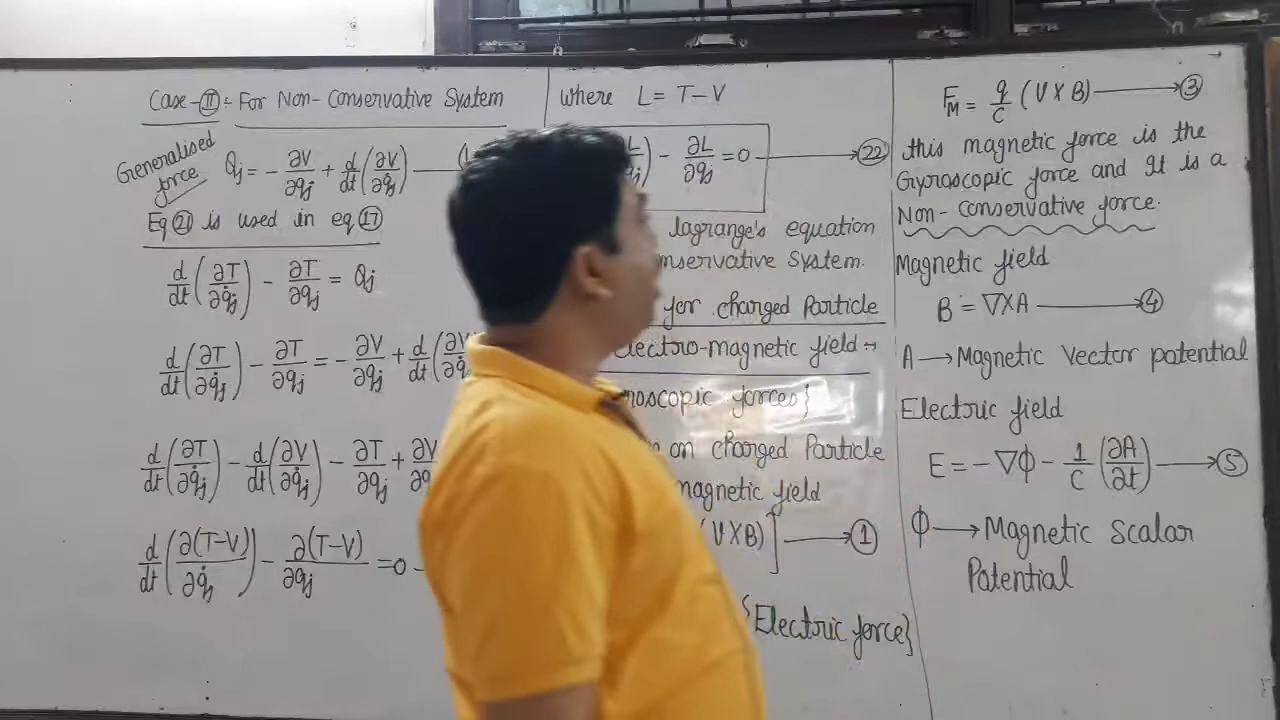 Case-II = For Non-Conservative System
Generalised force Qj = -∂V/∂qj + d/dt(∂V/∂q̇j)
Eq 21 is used in eq 17
d/dt(∂T/∂q̇j) - ∂T/∂qj = Qj
d/dt(∂T/∂q̇j) - ∂T/∂qj = -∂V/∂qj + d/dt(∂V/∂q̇
d/dt(∂T/∂q̇j) - d/dt(∂V/∂q̇j) - ∂T/∂qj + ∂V/∂q
d/dt(∂(T-V)/∂q̇j) - ∂(T-V)/∂qj = 0
where L = T-V
) - ∂L/∂qj = 0 → 22
lagrange's equation
nservative System.
for charged Particle
electro-magnetic field →
roscopic forces}
on charged Particle
magnetic field
(V×B)] → 1
{Electric force}
F_M = q/c (V×B) → 3
this magnetic force is the
Gyroscopic force and It is a
Non-Conservative force.
Magnetic field
B = ∇×A → 4
A → Magnetic Vector potential
Electric field
E = -∇ϕ - 1/c (∂A/∂t) → 5
ϕ → Magnetic Scalar
Potential